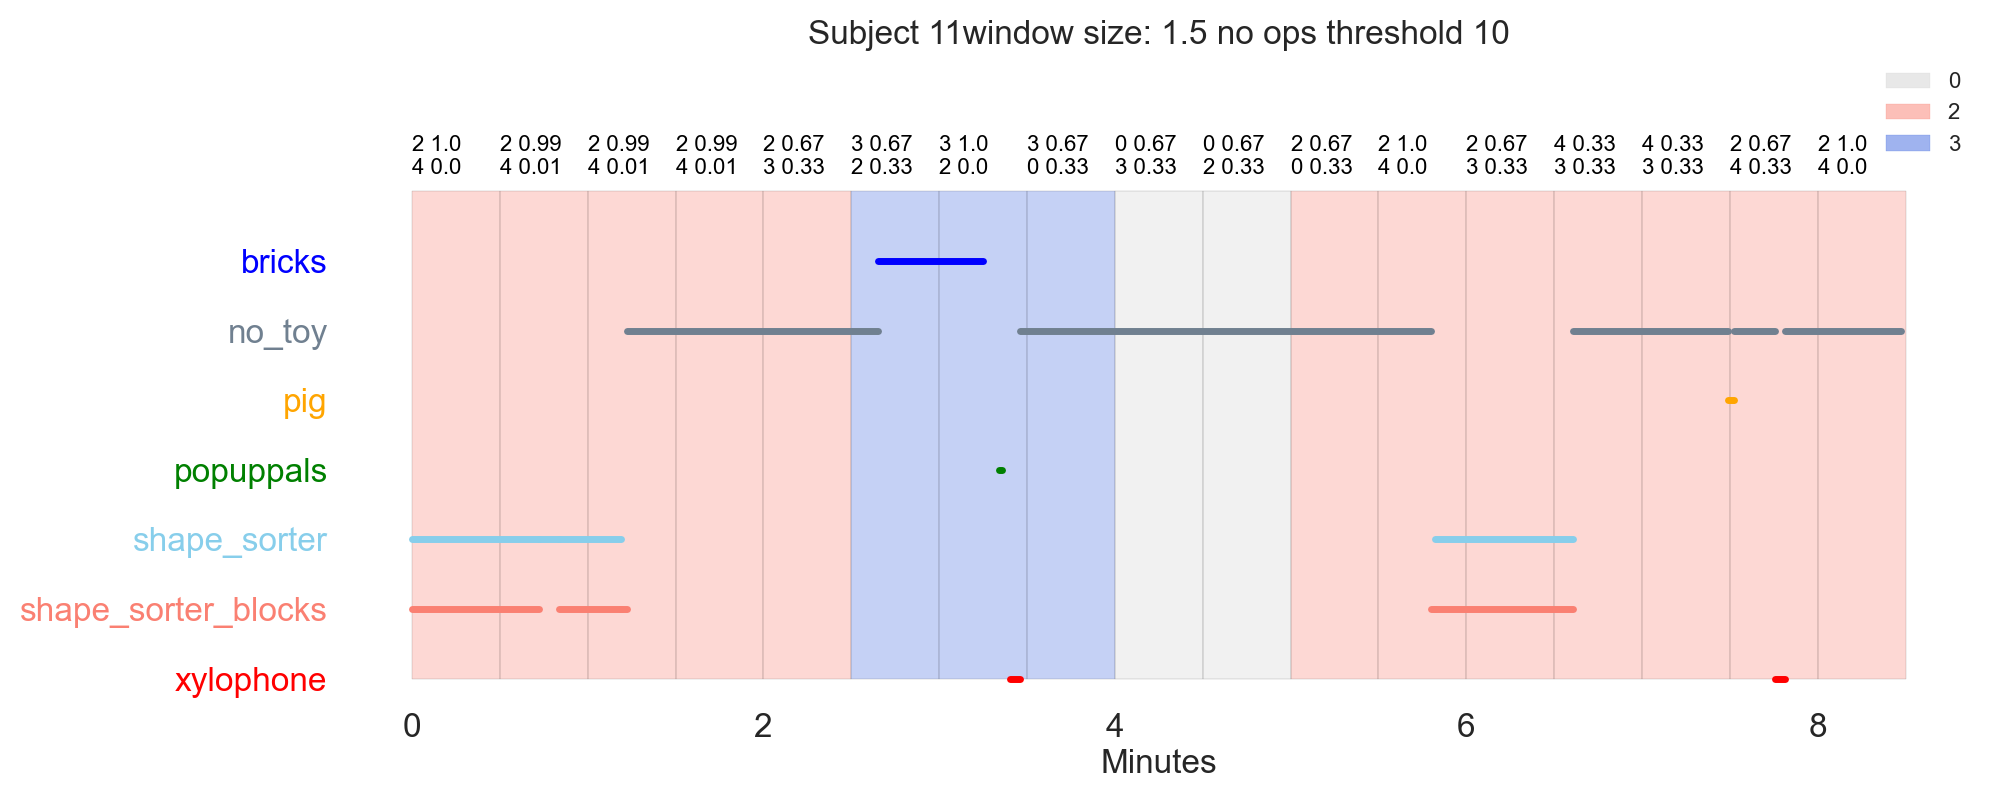 Subject 11window size: 1.5 no ops threshold 10
0
2
3
2 1.0 2 0.99 2 0.99 2 0.99 2 0.67 3 0.67 3 1.0 3 0.67 0 0.67 0 0.67 2 0.67 2 1.0 2 0.67 4 0.33 4 0.33 2 0.67 2 1.0
4 0.0 4 0.01 4 0.01 4 0.01 3 0.33 2 0.33 2 0.0 0 0.33 3 0.33 2 0.33 0 0.33 4 0.0 3 0.33 3 0.33 3 0.33 4 0.33 4 0.0
bricks
no_toy
pig
popuppals
shape_sorter
shape_sorter_blocks
xylophone
0 2 4 6 8
Minutes